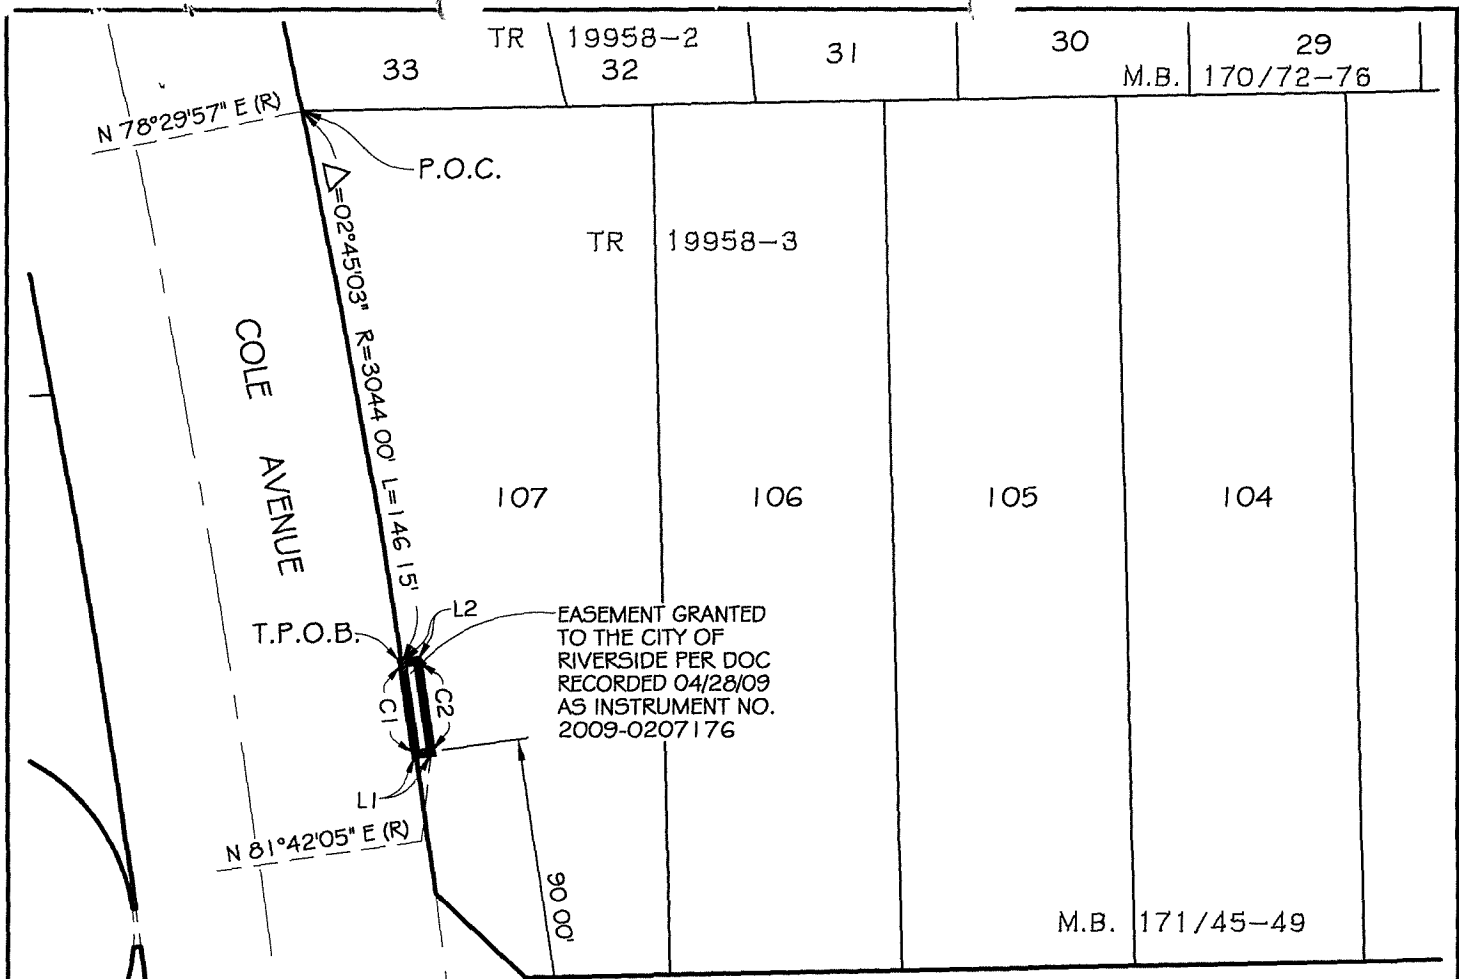 TR 19958-2
33 32 31 30 29
M.B. 170/72-76
N 78°29'57" E (R)
P.O.C.
△=02°45'03" R=3044 00' L=146 15'
TR 19958-3
COLE AVENUE
107 106 105 104
L2
T.P.O.B.
EASEMENT GRANTED
TO THE CITY OF
RIVERSIDE PER DOC
RECORDED 04/28/09
AS INSTRUMENT NO.
2009-0207176
C1
C2
L1
N 81°42'05" E (R)
90 00'
M.B. 171/45-49